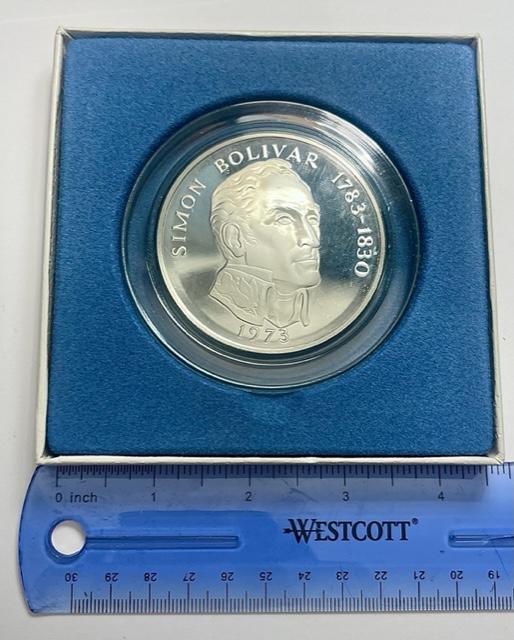 SIMON BOLIVAR 1783-1830
1973
0 inch 1 2 3 4
WESTCOTT®
30 29 28 27 26 25 24 23 22 21 20 19